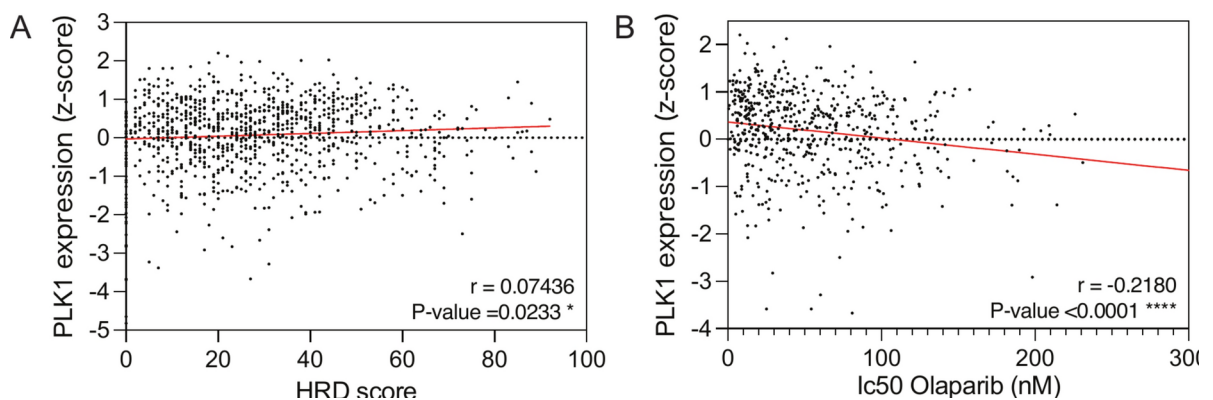 A
B
PLK1 expression (z-score)
3
2
1
0
-1
-2
-3
-4
-5
r = 0.07436
P-value =0.0233 *
0
20
40
60
80
100
HRD score
PLK1 expression (z-score)
2
1
0
-1
-2
-3
-4
r = -0.2180
P-value <0.0001 ****
0
100
200
300
Ic50 Olaparib (nM)